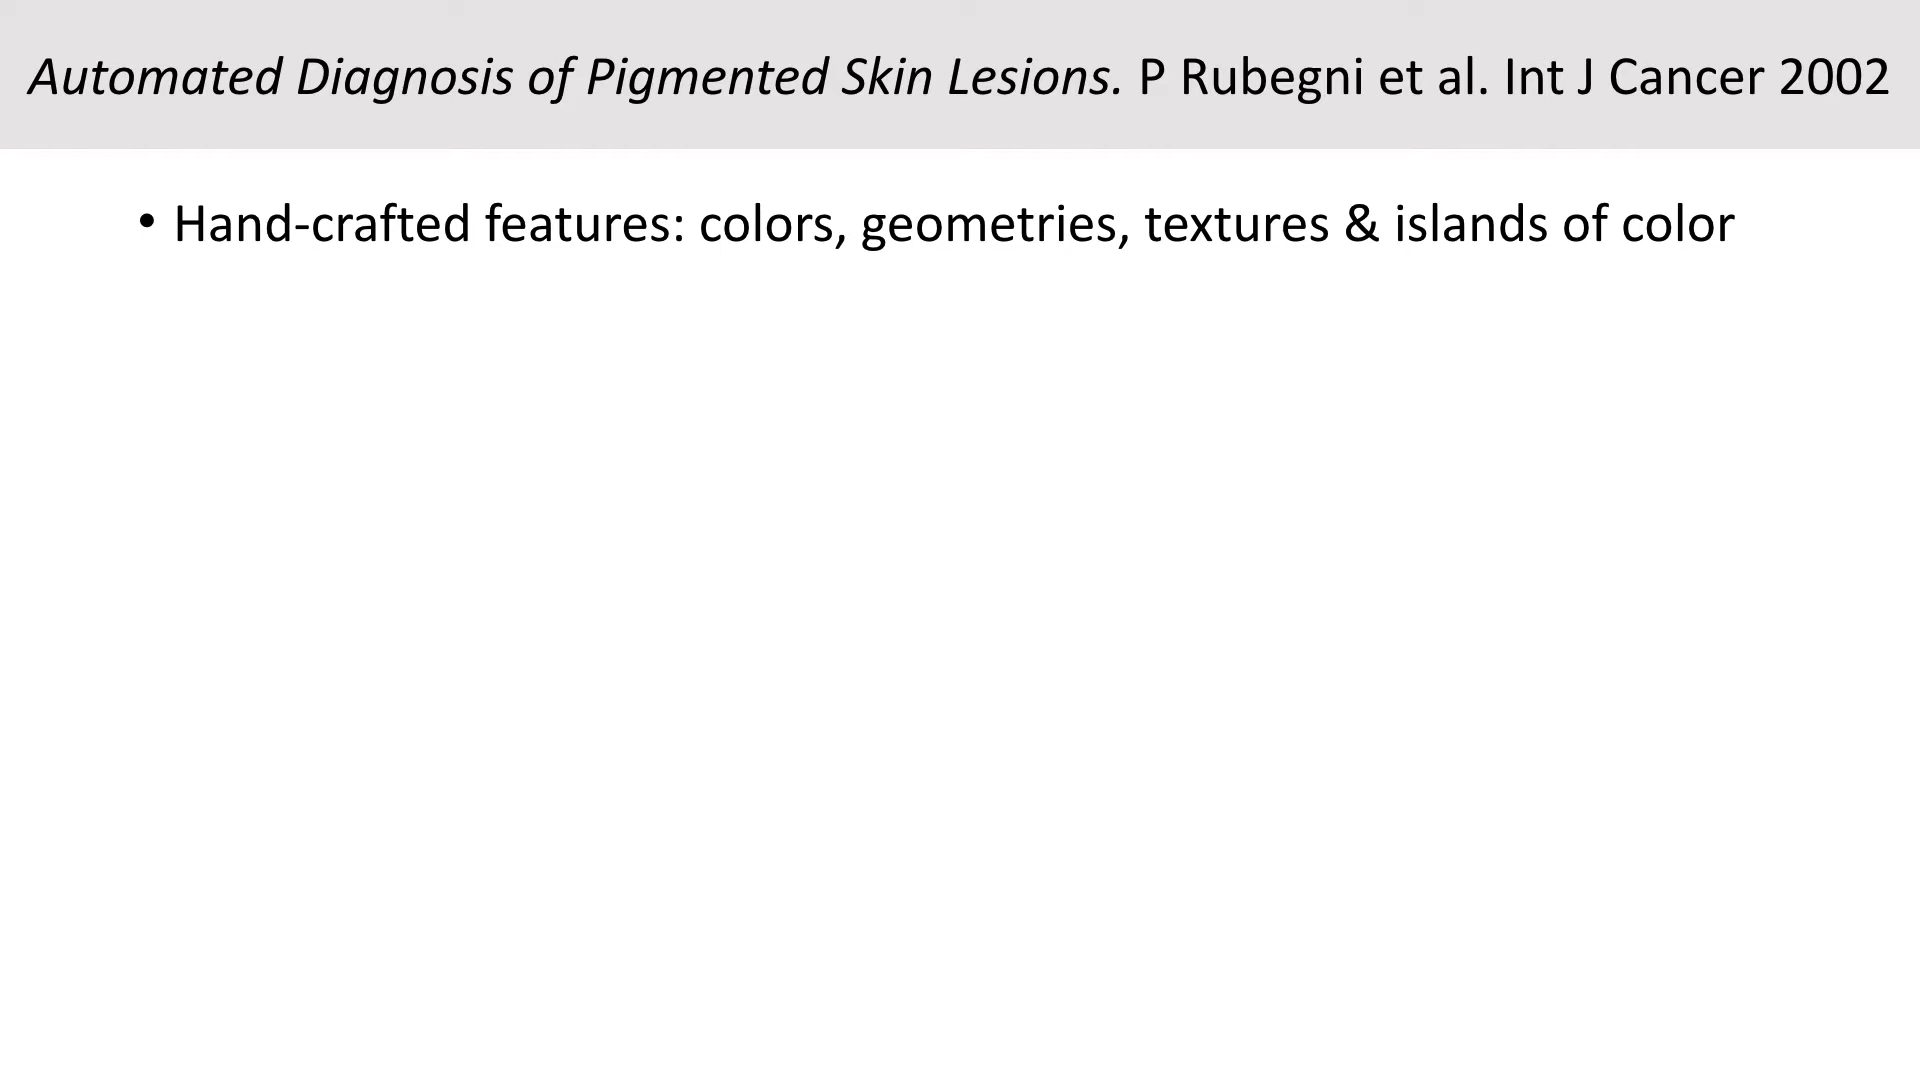 Automated Diagnosis of Pigmented Skin Lesions. P Rubegni et al. Int J Cancer 2002
• Hand-crafted features: colors, geometries, textures & islands of color